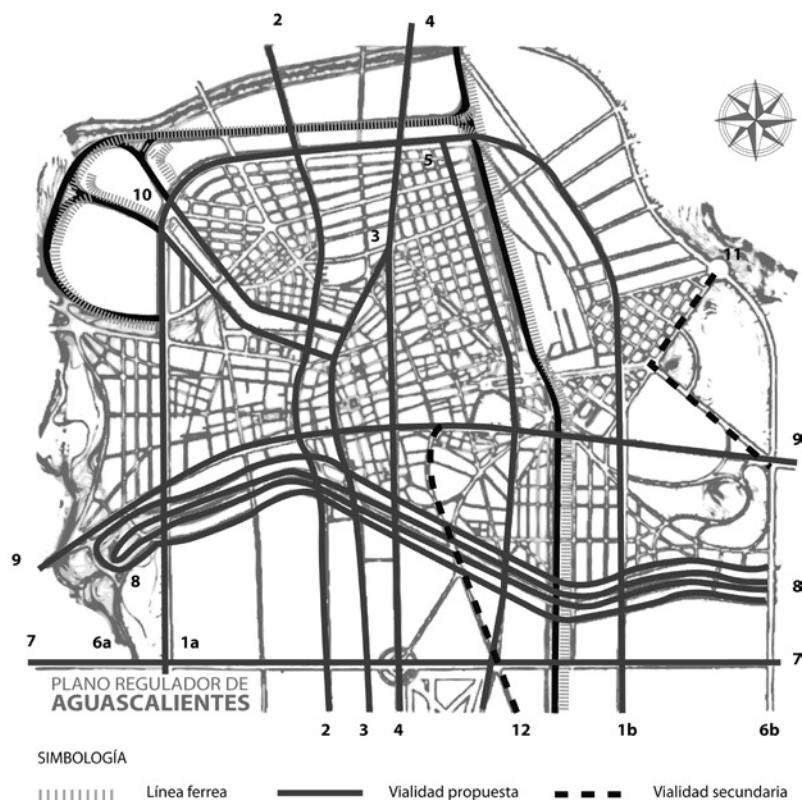 2
4
5
10
3
11
9
9
8
8
7
6a
1a
7
PLANO REGULADOR DE
AGUASCALIENTES
2
3
4
12
1b
6b
SIMBOLOGÍA
Línea ferrea
Vialidad propuesta
Vialidad secundaria